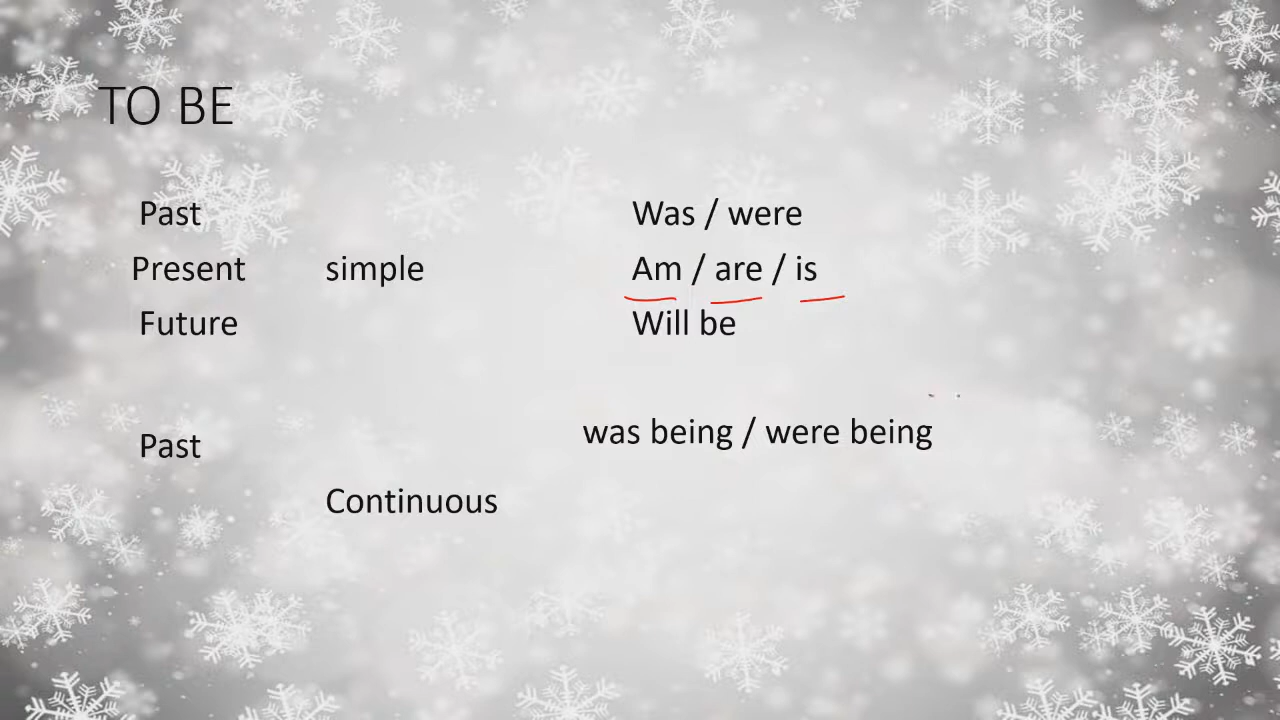 TO BE
Past Was / were
Present simple Am / are / is
Future Will be
Past was being / were being
Continuous